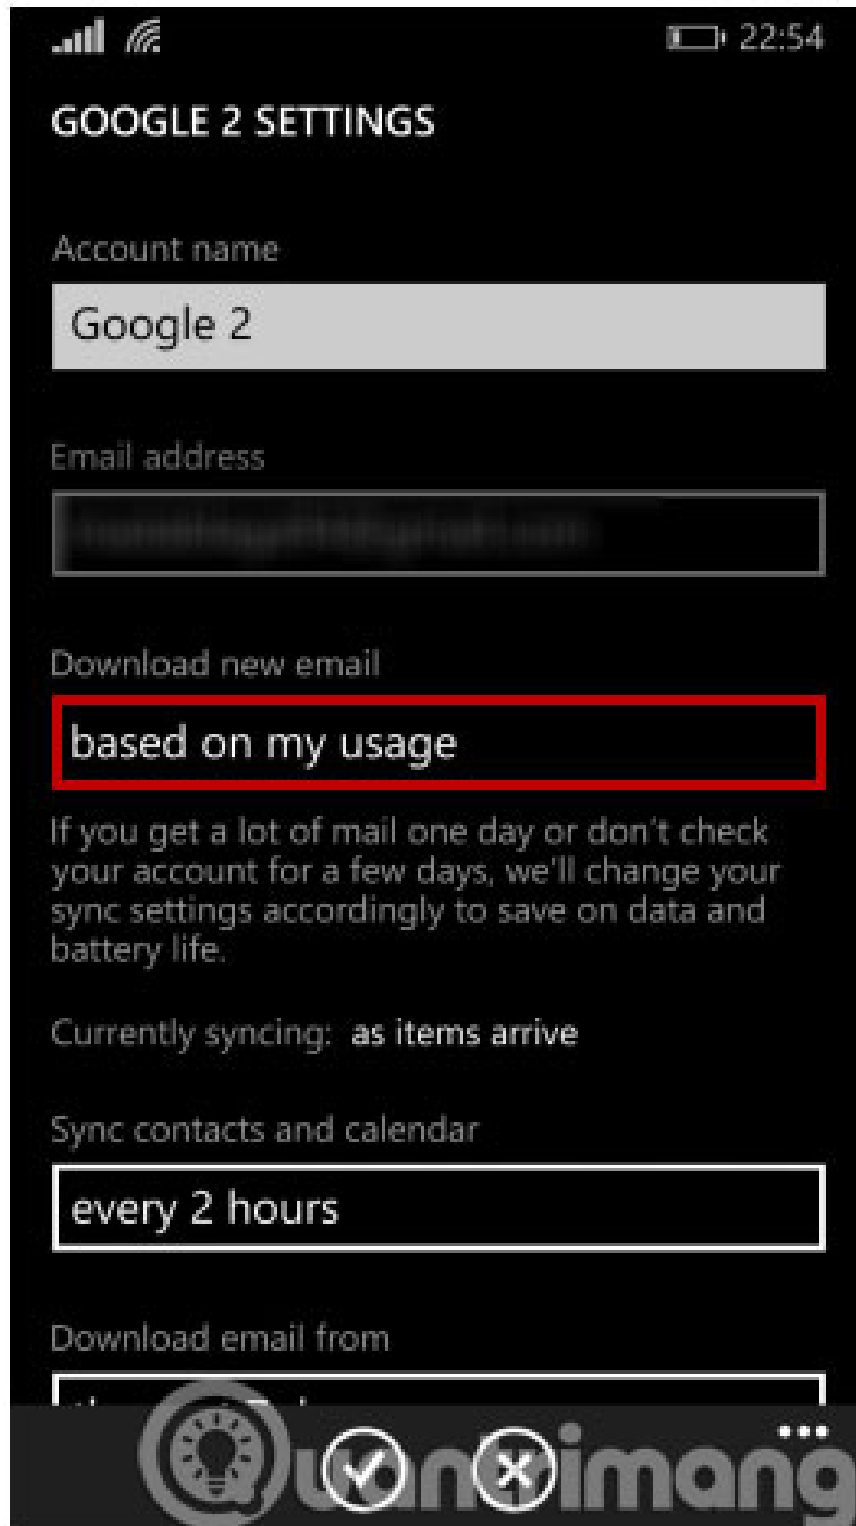 22:54
GOOGLE 2 SETTINGS
Account name
Google 2
Email address
Download new email
based on my usage
If you get a lot of mail one day or don't check
your account for a few days, we'll change your
sync settings accordingly to save on data and
battery life.
Currently syncing: as items arrive
Sync contacts and calendar
every 2 hours
Download email from
Quantrimang